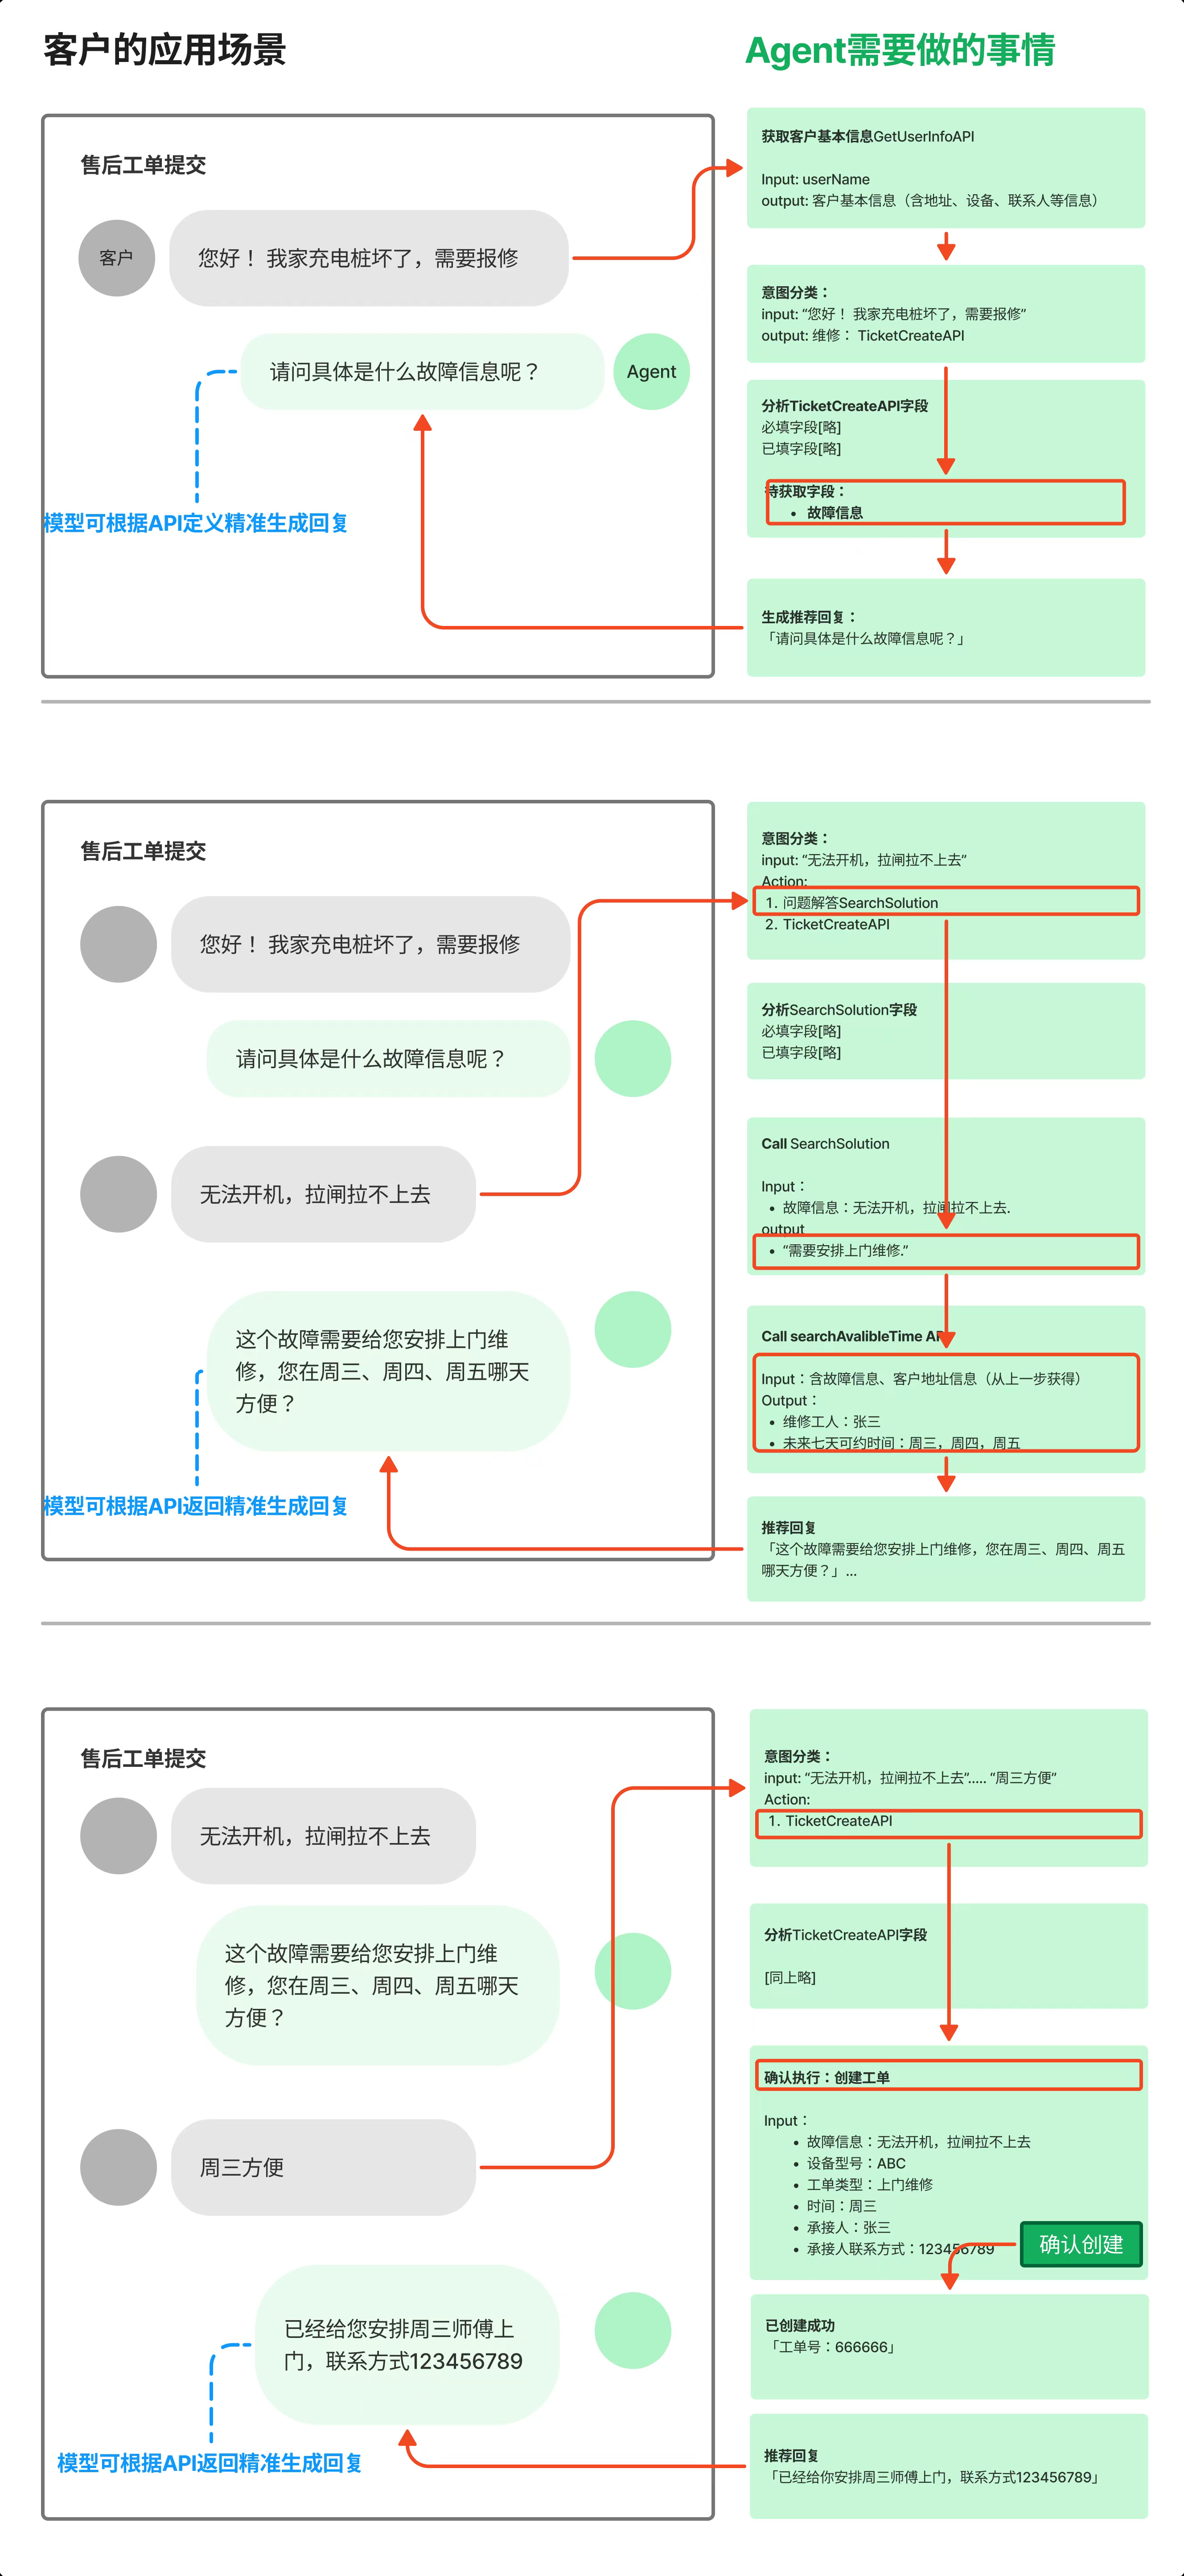 客户的应用场景
Agent需要做的事情
售后工单提交
客户
您好！我家充电桩坏了，需要报修
请问具体是什么故障信息呢？
Agent
模型可根据API定义精准生成回复
获取客户基本信息GetUserInfoAPI
Input: userName
output: 客户基本信息（含地址、设备、联系人等信息）
意图分类：
input: “您好！我家充电桩坏了，需要报修”
output: 维修： TicketCreateAPI
分析TicketCreateAPI字段
必填字段[略]
已填字段[略]
待获取字段：
• 故障信息
生成推荐回复：
「请问具体是什么故障信息呢？」
售后工单提交
您好！我家充电桩坏了，需要报修
请问具体是什么故障信息呢？
无法开机，拉闸拉不上去
这个故障需要给您安排上门维
修，您在周三、周四、周五哪天
方便？
模型可根据API返回精准生成回复
意图分类：
input: “无法开机，拉闸拉不上去”
Action:
1. 问题解答SearchSolution
2. TicketCreateAPI
分析SearchSolution字段
必填字段[略]
已填字段[略]
Call SearchSolution
Input：
• 故障信息：无法开机，拉闸拉不上去.
output
• “需要安排上门维修.”
Call searchAvalibleTime API
Input：含故障信息、客户地址信息（从上一步获得）
Output：
• 维修工人：张三
• 未来七天可约时间：周三，周四，周五
推荐回复
「这个故障需要给您安排上门维修，您在周三、周四、周五
哪天方便？」...
售后工单提交
无法开机，拉闸拉不上去
这个故障需要给您安排上门维
修，您在周三、周四、周五哪天
方便？
周三方便
已经给您安排周三师傅上
门，联系方式123456789
模型可根据API返回精准生成回复
意图分类：
input: “无法开机，拉闸拉不上去”..... “周三方便”
Action:
1. TicketCreateAPI
分析TicketCreateAPI字段
[同上略]
确认执行：创建工单
Input：
• 故障信息：无法开机，拉闸拉不上去
• 设备型号：ABC
• 工单类型：上门维修
• 时间：周三
• 承接人：张三
• 承接人联系方式：123456789
确认创建
已创建成功
「工单号：666666」
推荐回复
「已经给你安排周三师傅上门，联系方式123456789」